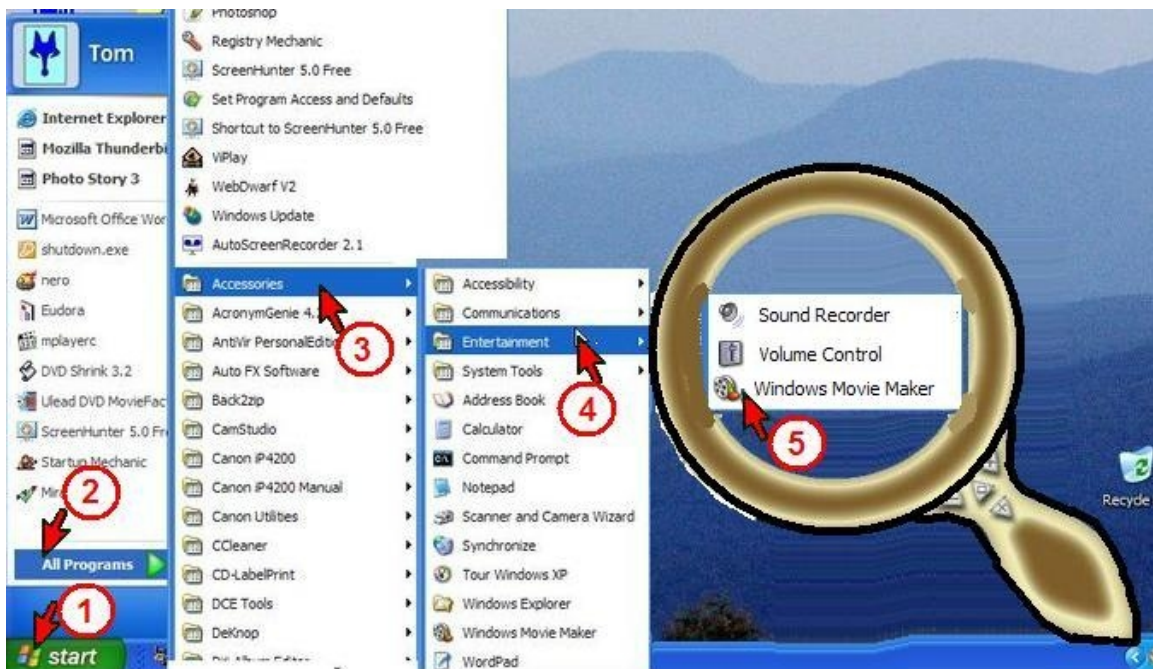 Tom
Internet Explorer
Mozilla Thunderbi
Photo Story 3
Microsoft Office Wor
shutdown.exe
nero
Eudora
mplayerc
DVD Shrink 3.2
Ulead DVD MovieFac
ScreenHunter 5.0 Fr
Startup Mechanic
2
All Programs
1
start
Photoshop
Registry Mechanic
ScreenHunter 5.0 Free
Set Program Access and Defaults
Shortcut to ScreenHunter 5.0 Free
ViPlay
WebDwarf V2
Windows Update
AutoScreenRecorder 2.1
Accessories
AcronymGenie 4.
3
AntiVir PersonalEditio
Auto FX Software
Back2zip
CamStudio
Canon iP4200
Canon iP4200 Manual
Canon Utilities
CCleaner
CD-LabelPrint
DCE Tools
DeKnop
Accessibility
Communications
Entertainment
System Tools
4
Address Book
Calculator
Command Prompt
Notepad
Scanner and Camera Wizard
Synchronize
Tour Windows XP
Windows Explorer
Windows Movie Maker
WordPad
Sound Recorder
Volume Control
Windows Movie Maker
5
Recycle